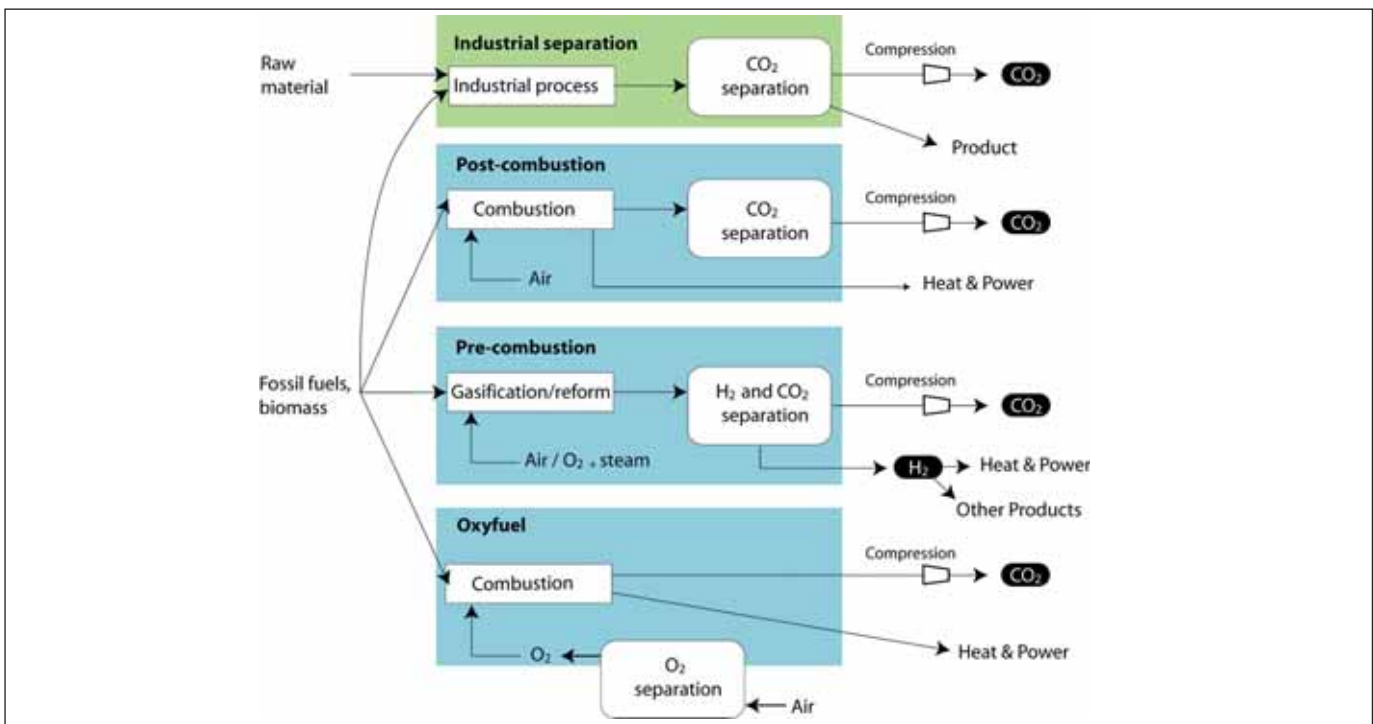 Industrial separation
Raw
material
Industrial process
CO₂
separation
Compression
CO₂
Product
Post-combustion
Combustion
CO₂
separation
Compression
CO₂
Air
Heat & Power
Pre-combustion
Fossil fuels,
biomass
Gasification/reform
H₂ and CO₂
separation
Compression
CO₂
Air / O₂ + steam
H₂
Heat & Power
Other Products
Oxyfuel
Combustion
Compression
CO₂
O₂
O₂
separation
Air
Heat & Power